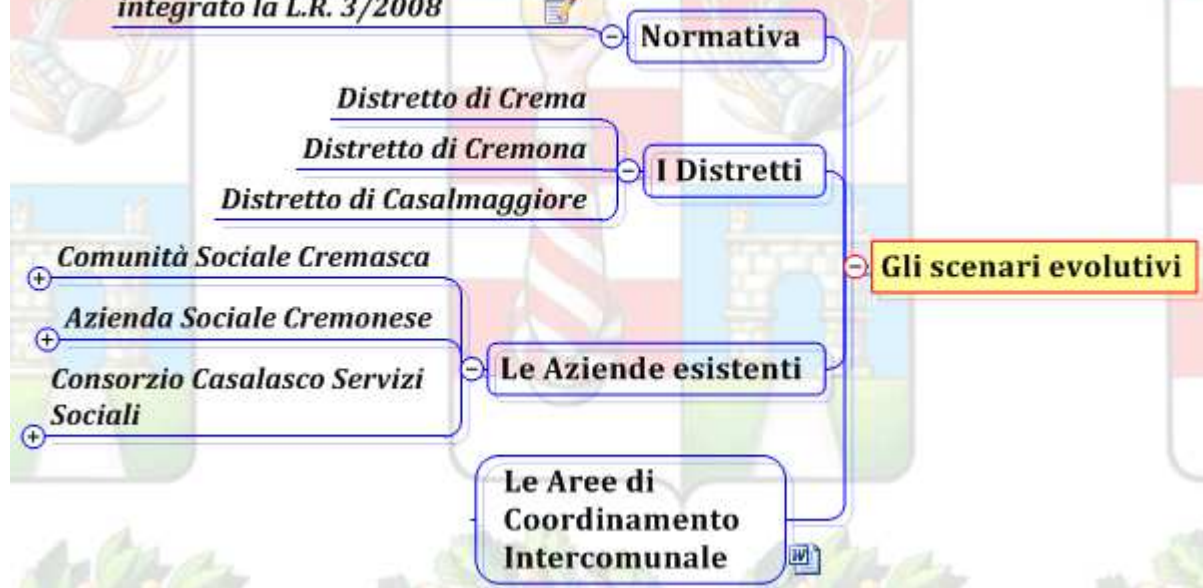 integrato la L.R. 3/2008
Normativa
Distretto di Crema
Distretto di Cremona
I Distretti
Distretto di Casalmaggiore
Comunità Sociale Cremasca
Gli scenari evolutivi
Azienda Sociale Cremonese
Le Aziende esistenti
Consorzio Casalasco Servizi
Sociali
Le Aree di
Coordinamento
Intercomunale